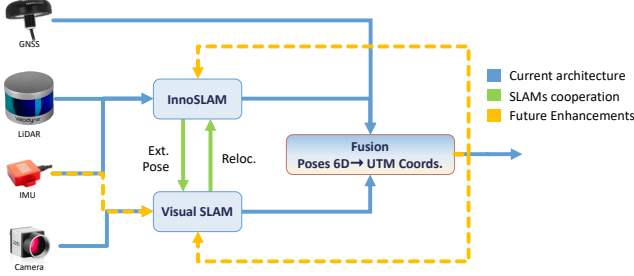 GNSS
LiDAR
Velodyne
IMU
Camera
InnoSLAM
Ext.
Pose
Reloc.
Visual SLAM
Fusion
Poses 6D→ UTM Coords.
Current architecture
SLAMs cooperation
Future Enhancements